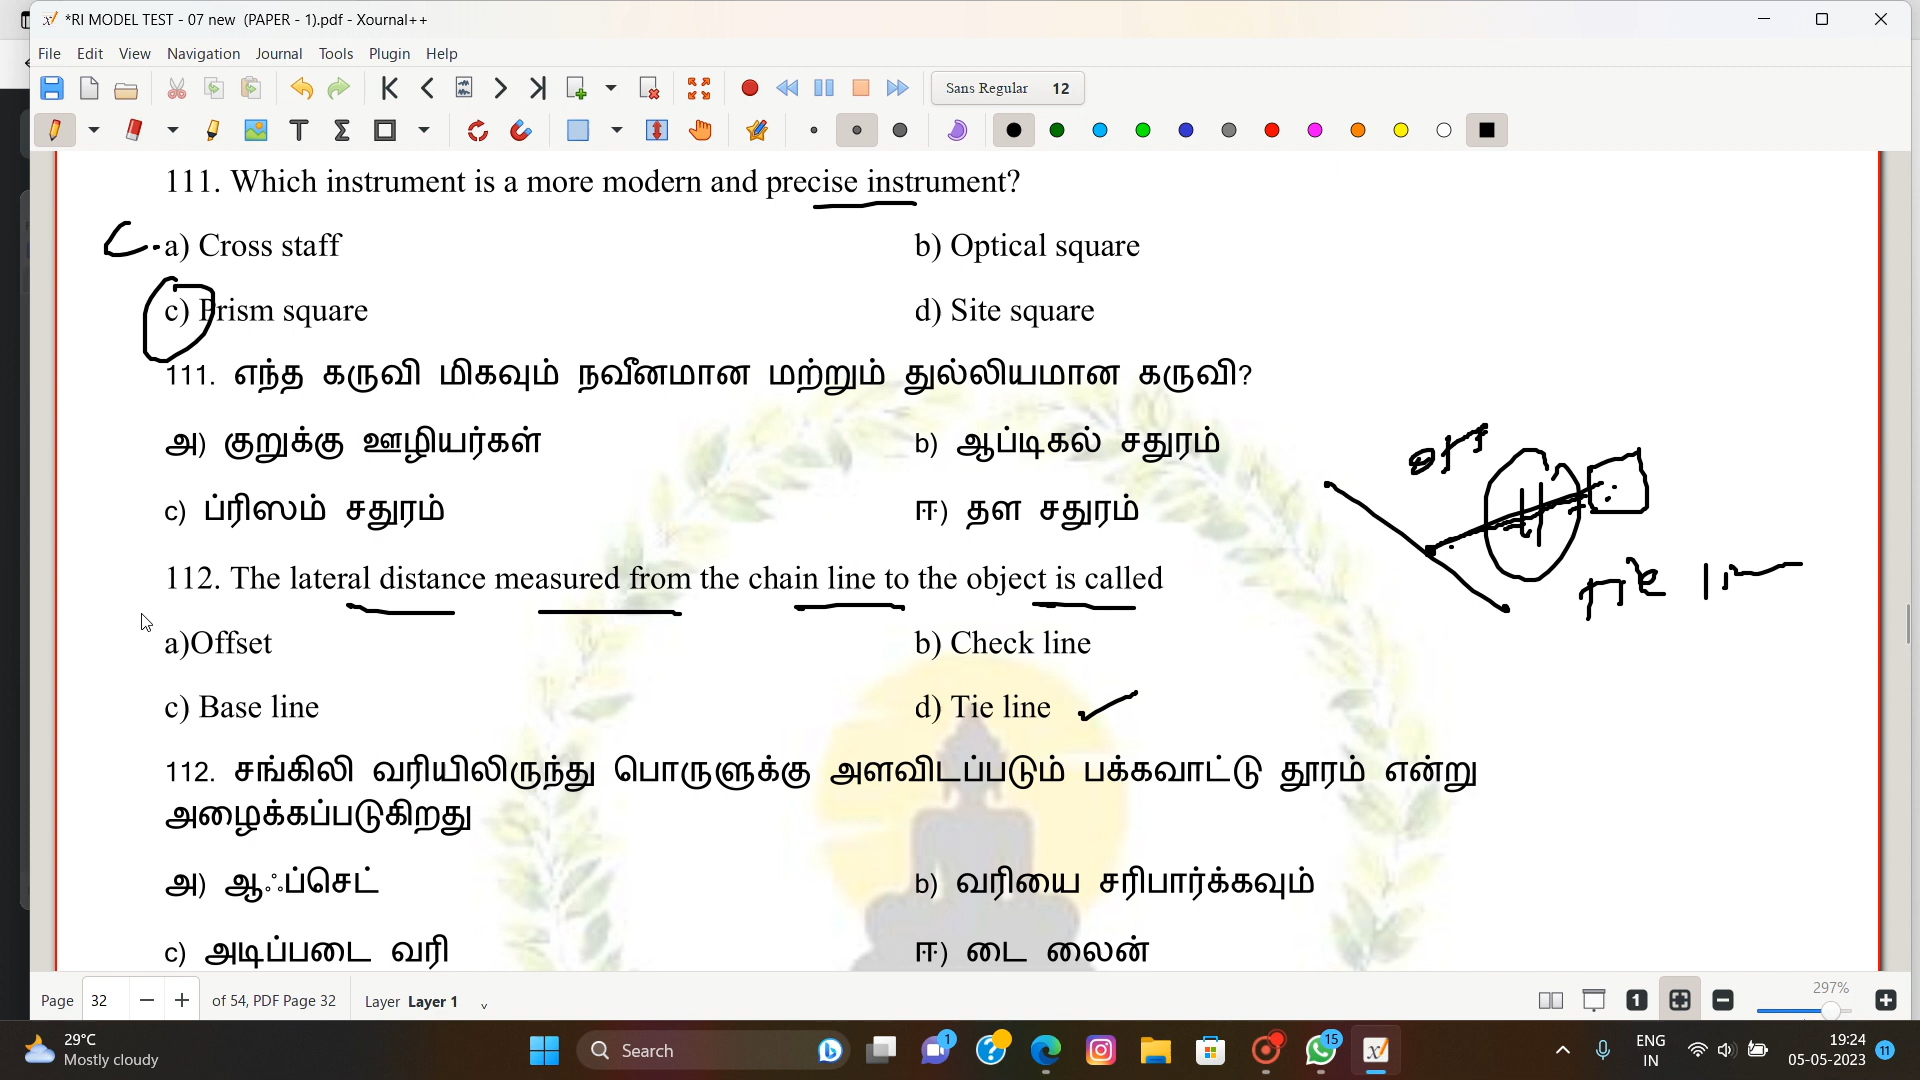 *RI MODEL TEST - 07 new (PAPER - 1).pdf - Xournal++
File Edit View Navigation Journal Tools Plugin Help
Sans Regular 12
111. Which instrument is a more modern and precise instrument?
C. a) Cross staff b) Optical square
c) Prism square d) Site square
111. எந்த கருவி மிகவும் நவீனமான மற்றும் துல்லியமான கருவி?
அ) குறுக்கு ஊழியர்கள் b) ஆப்டிகல் சதுரம்
off
c) ப்ரிஸம் சதுரம் ஈ) தள சதுரம்
112. The lateral distance measured from the chain line to the object is called
Tie
a)Offset b) Check line
c) Base line d) Tie line
112. சங்கிலி வரியிலிருந்து பொருளுக்கு அளவிடப்படும் பக்கவாட்டு தூரம் என்று
அழைக்கப்படுகிறது
அ) ஆஃப்செட் b) வரியை சரிபார்க்கவும்
c) அடிப்படை வரி ஈ) டை லைன்
Page 32 of 54, PDF Page 32 Layer Layer 1 297%
29°C
Mostly cloudy
Search
1
15
ENG
IN
19:24
05-05-2023
11